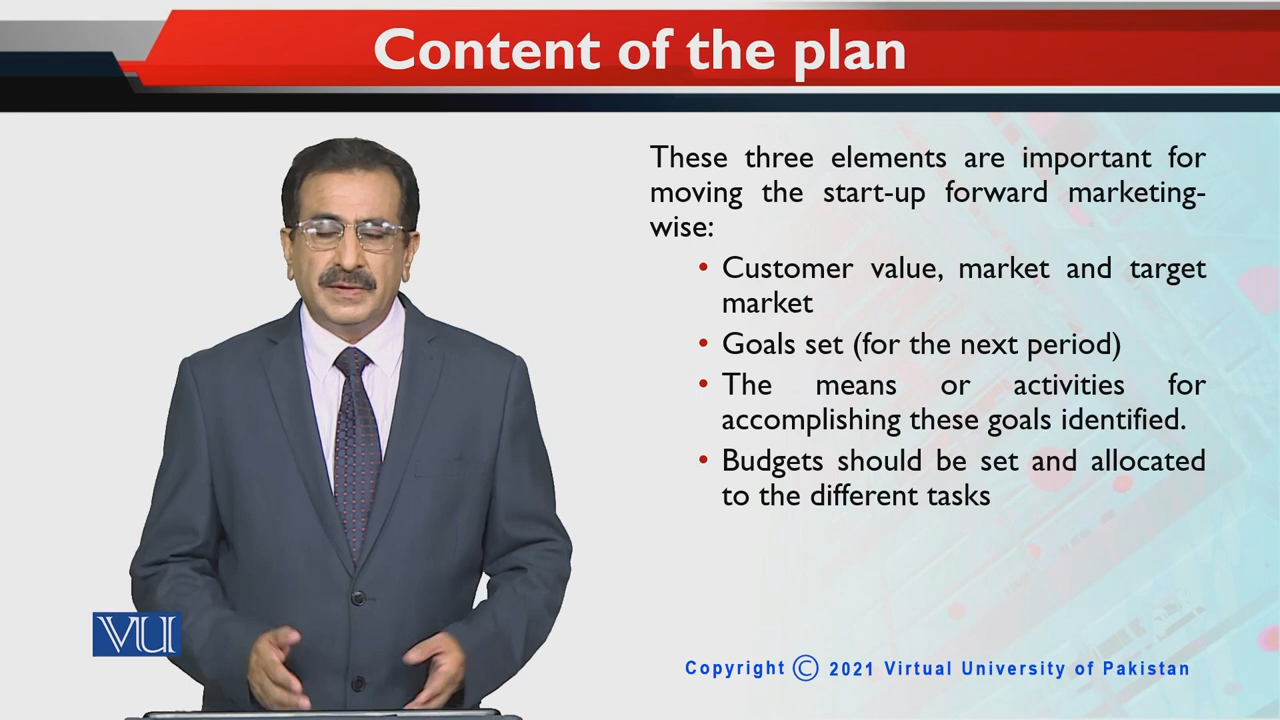 Content of the plan
These three elements are important for
moving the start-up forward marketing-
wise:
• Customer value, market and target
market
• Goals set (for the next period)
• The means or activities for
accomplishing these goals identified.
• Budgets should be set and allocated
to the different tasks
VU
Copyright © 2021 Virtual University of Pakistan